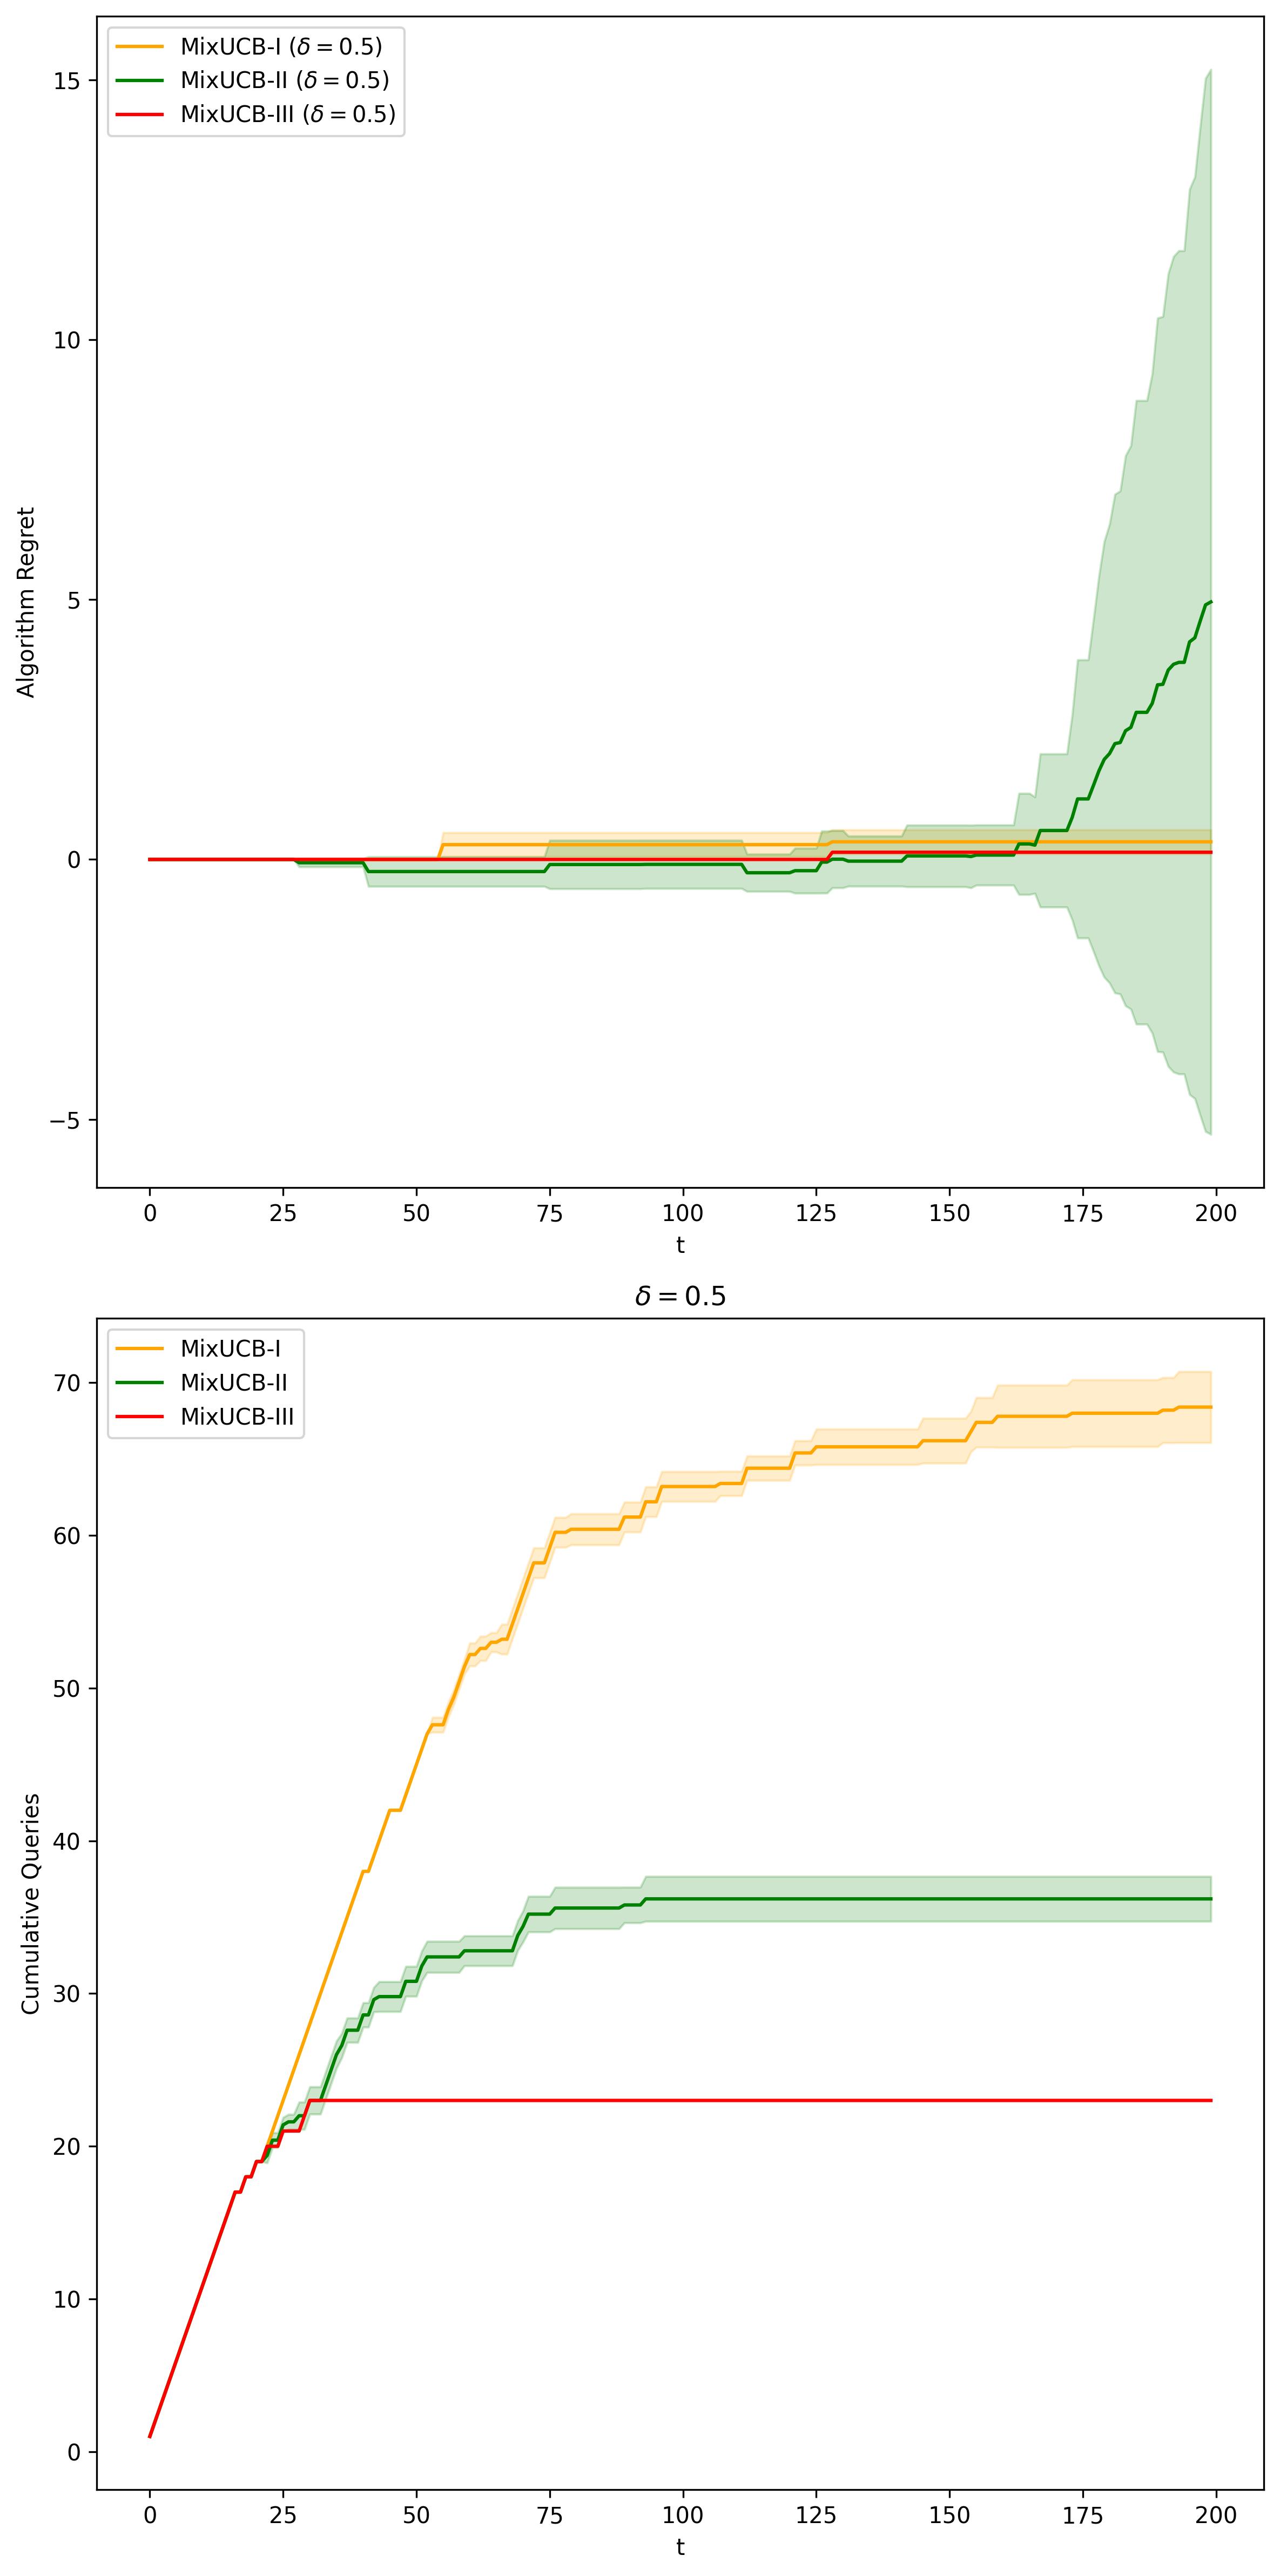 MixUCB-I (δ = 0.5)
MixUCB-II (δ = 0.5)
MixUCB-III (δ = 0.5)
15
10
5
0
−5
Algorithm Regret
0 25 50 75 100 125 150 175 200
t
δ = 0.5
MixUCB-I
MixUCB-II
MixUCB-III
70
60
50
40
30
20
10
0
Cumulative Queries
0 25 50 75 100 125 150 175 200
t